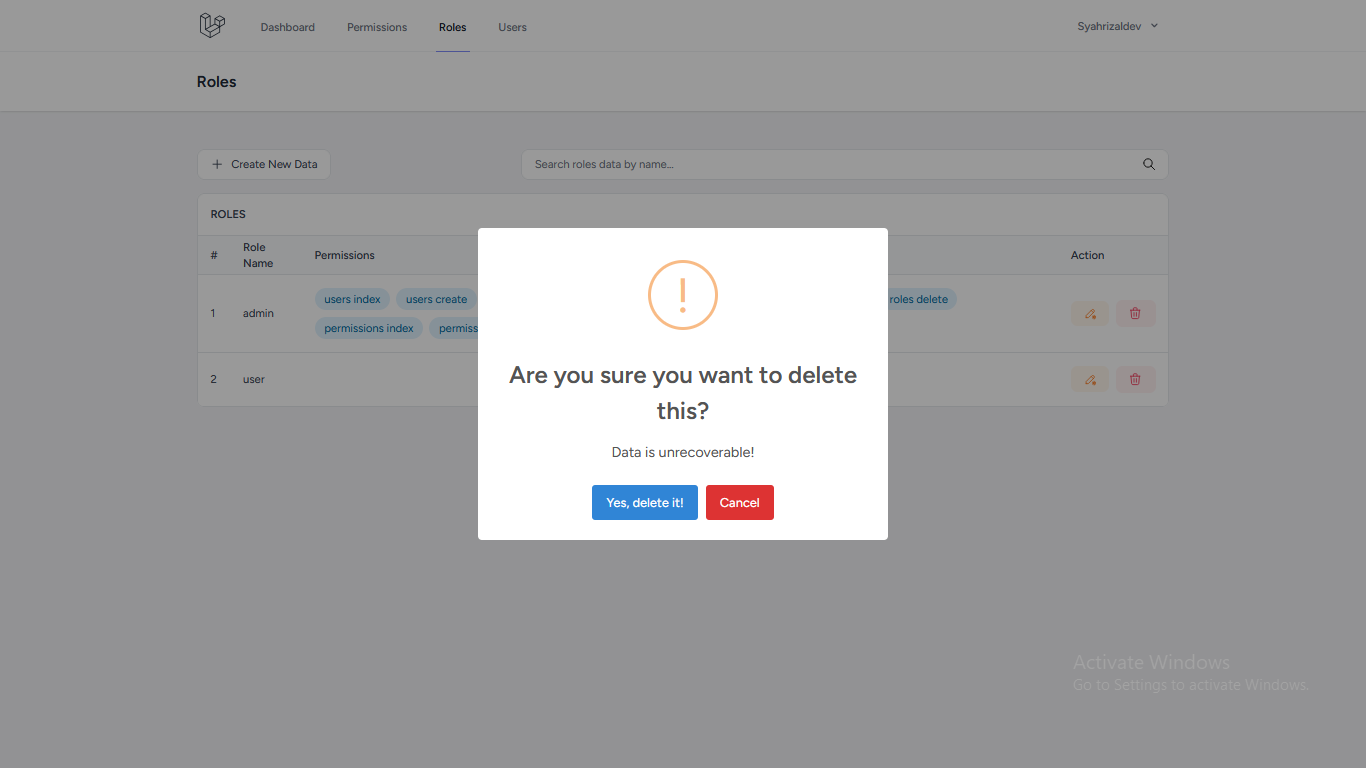 Dashboard Permissions Roles Users Syahrizaldev
Roles
+ Create New Data Search roles data by name...
ROLES
# Role Name Permissions Action
1 admin users index users create roles delete
permissions index
2 user
!
Are you sure you want to delete
this?
Data is unrecoverable!
Yes, delete it! Cancel
Activate Windows
Go to Settings to activate Windows.